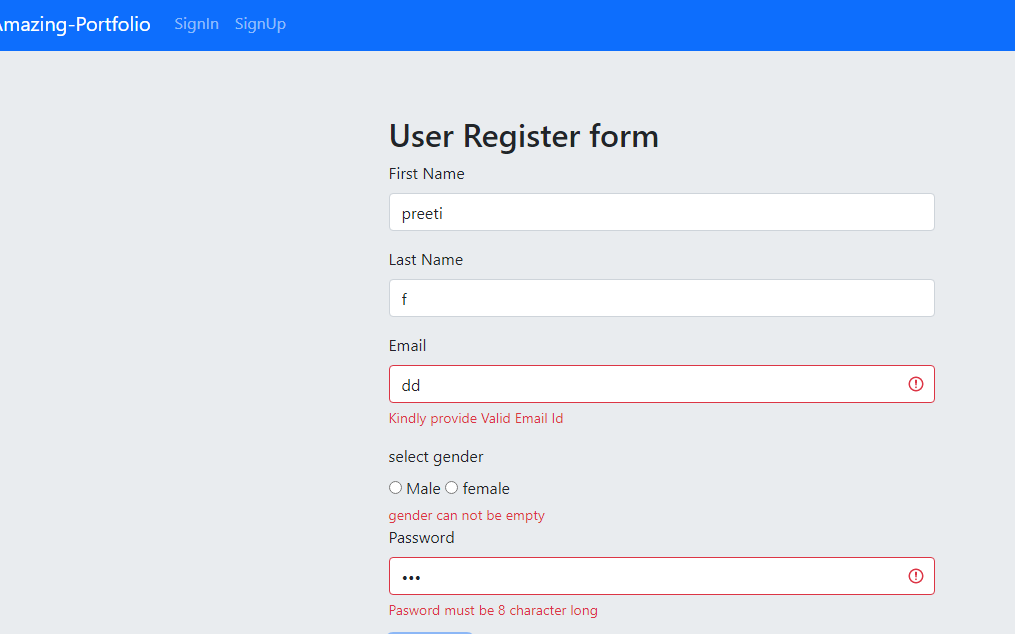 Amazing-Portfolio SignIn SignUp
User Register form
First Name
preeti
Last Name
f
Email
dd
Kindly provide Valid Email Id
select gender
Male female
gender can not be empty
Password
•••
Pasword must be 8 character long